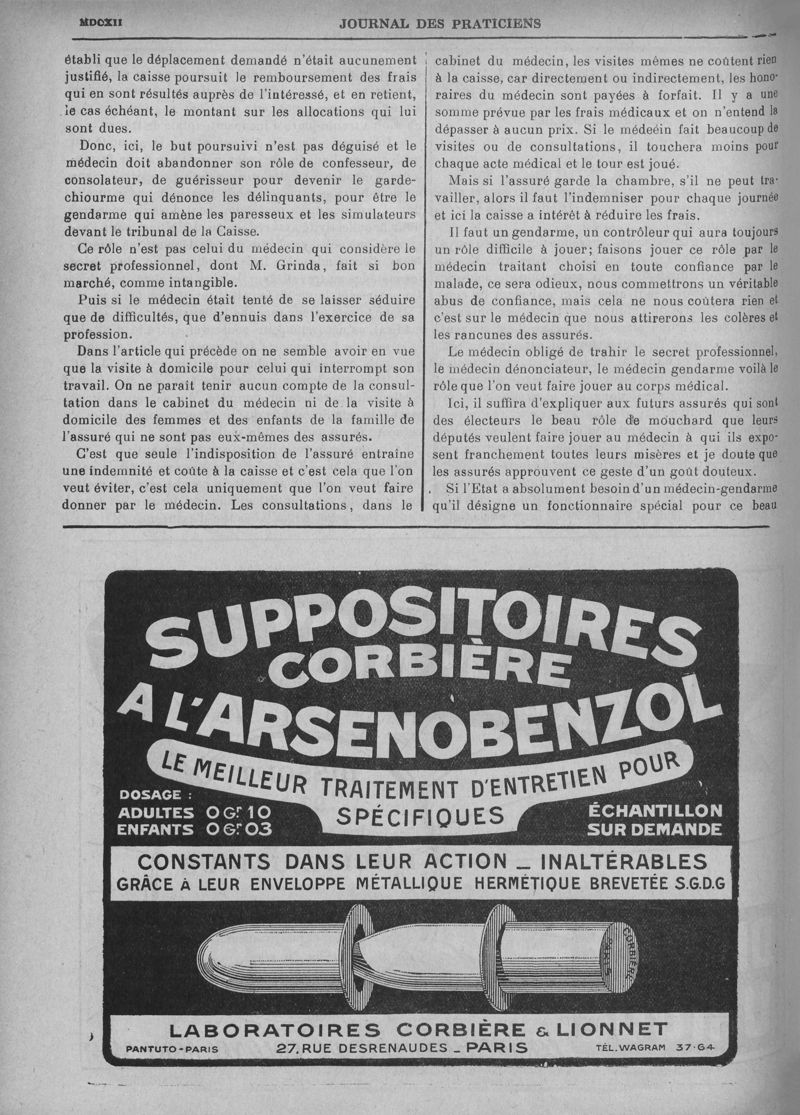 MDCXII
JOURNAL DES PRATICIENS
établi que le déplacement demandé n'était aucunement
justifié, la caisse poursuit le remboursement des frais
qui en sont résultés auprès de l'intéressé, et en retient,
le cas échéant, le montant sur les allocations qui lui
sont dues.
Donc, ici, le but poursuivi n'est pas déguisé et le
médecin doit abandonner son rôle de confesseur, de
consolateur, de guérisseur pour devenir le garde-
chiourme qui dénonce les délinquants, pour être le
gendarme qui amène les paresseux et les simulateurs
devant le tribunal de la Caisse.
Ce rôle n'est pas celui du médecin qui considère le
secret professionnel, dont M. Grinda, fait si bon
marché, comme intangible.
Puis si le médecin était tenté de se laisser séduire
que de difficultés, que d'ennuis dans l'exercice de sa
profession.
Dans l'article qui précède on ne semble avoir en vue
que la visite à domicile pour celui qui interrompt son
travail. On ne paraît tenir aucun compte de la consul-
tation dans le cabinet du médecin ni de la visite à
domicile des femmes et des enfants de la famille de
l'assuré qui ne sont pas eux-mêmes des assurés.
C'est que seule l'indisposition de l'assuré entraîne
une indemnité et coûte à la caisse et c'est cela que l'on
veut éviter, c'est cela uniquement que l'on veut faire
donner par le médecin. Les consultations, dans le
cabinet du médecin, les visites mêmes ne coûtent rien
à la caisse, car directement ou indirectement, les hono-
raires du médecin sont payées à forfait. Il y a une
somme prévue par les frais médicaux et on n'entend la
dépasser à aucun prix. Si le médecin fait beaucoup de
visites ou de consultations, il touchera moins pour
chaque acte médical et le tour est joué.
Mais si l'assuré garde la chambre, s'il ne peut tra-
vailler, alors il faut l'indemniser pour chaque journée
et ici la caisse a intérêt à réduire les frais.
Il faut un gendarme, un contrôleur qui aura toujours
un rôle difficile à jouer; faisons jouer ce rôle par le
médecin traitant choisi en toute confiance par le
malade, ce sera odieux, nous commettrons un véritable
abus de confiance, mais cela ne nous coûtera rien et
c'est sur le médecin que nous attirerons les colères et
les rancunes des assurés.
Le médecin obligé de trahir le secret professionnel,
le médecin dénonciateur, le médecin gendarme voilà le
rôle que l'on veut faire jouer au corps médical.
Ici, il suffira d'expliquer aux futurs assurés qui sont
des électeurs le beau rôle de mouchard que leurs
députés veulent faire jouer au médecin à qui ils expo-
sent franchement toutes leurs misères et je doute que
les assurés approuvent ce geste d'un goût douteux.
Si l'Etat a absolument besoin d'un médecin-gendarme
qu'il désigne un fonctionnaire spécial pour ce beau
SUPPOSITOIRES
CORBIÈRE
A L'ARSENOBENZOL
LE MEILLEUR TRAITEMENT D'ENTRETIEN POUR
SPÉCIFIQUES
DOSAGE :
ADULTES 0 Gr 10
ENFANTS 0 Gr 03
ÉCHANTILLON
SUR DEMANDE
CONSTANTS DANS LEUR ACTION _ INALTÉRABLES
GRÂCE À LEUR ENVELOPPE MÉTALLIQUE HERMÉTIQUE BREVETÉE S.G.D.G
CORBIÈRE
PARIS
LABORATOIRES CORBIÈRE & LIONNET
PANTUTO-PARIS
27, RUE DESRENAUDES _ PARIS
TÉL. WAGRAM 37-64